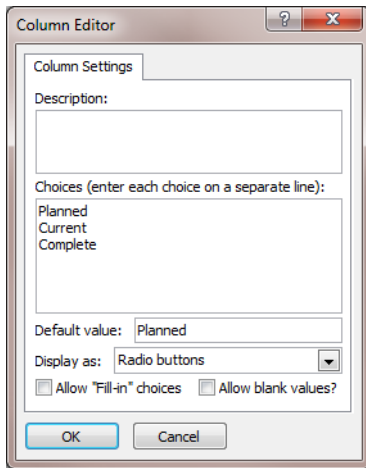 Column Editor
?
X
Column Settings
Description:
Choices (enter each choice on a separate line):
Planned
Current
Complete
Default value: Planned
Display as: Radio buttons
Allow "Fill-in" choices Allow blank values?
OK Cancel